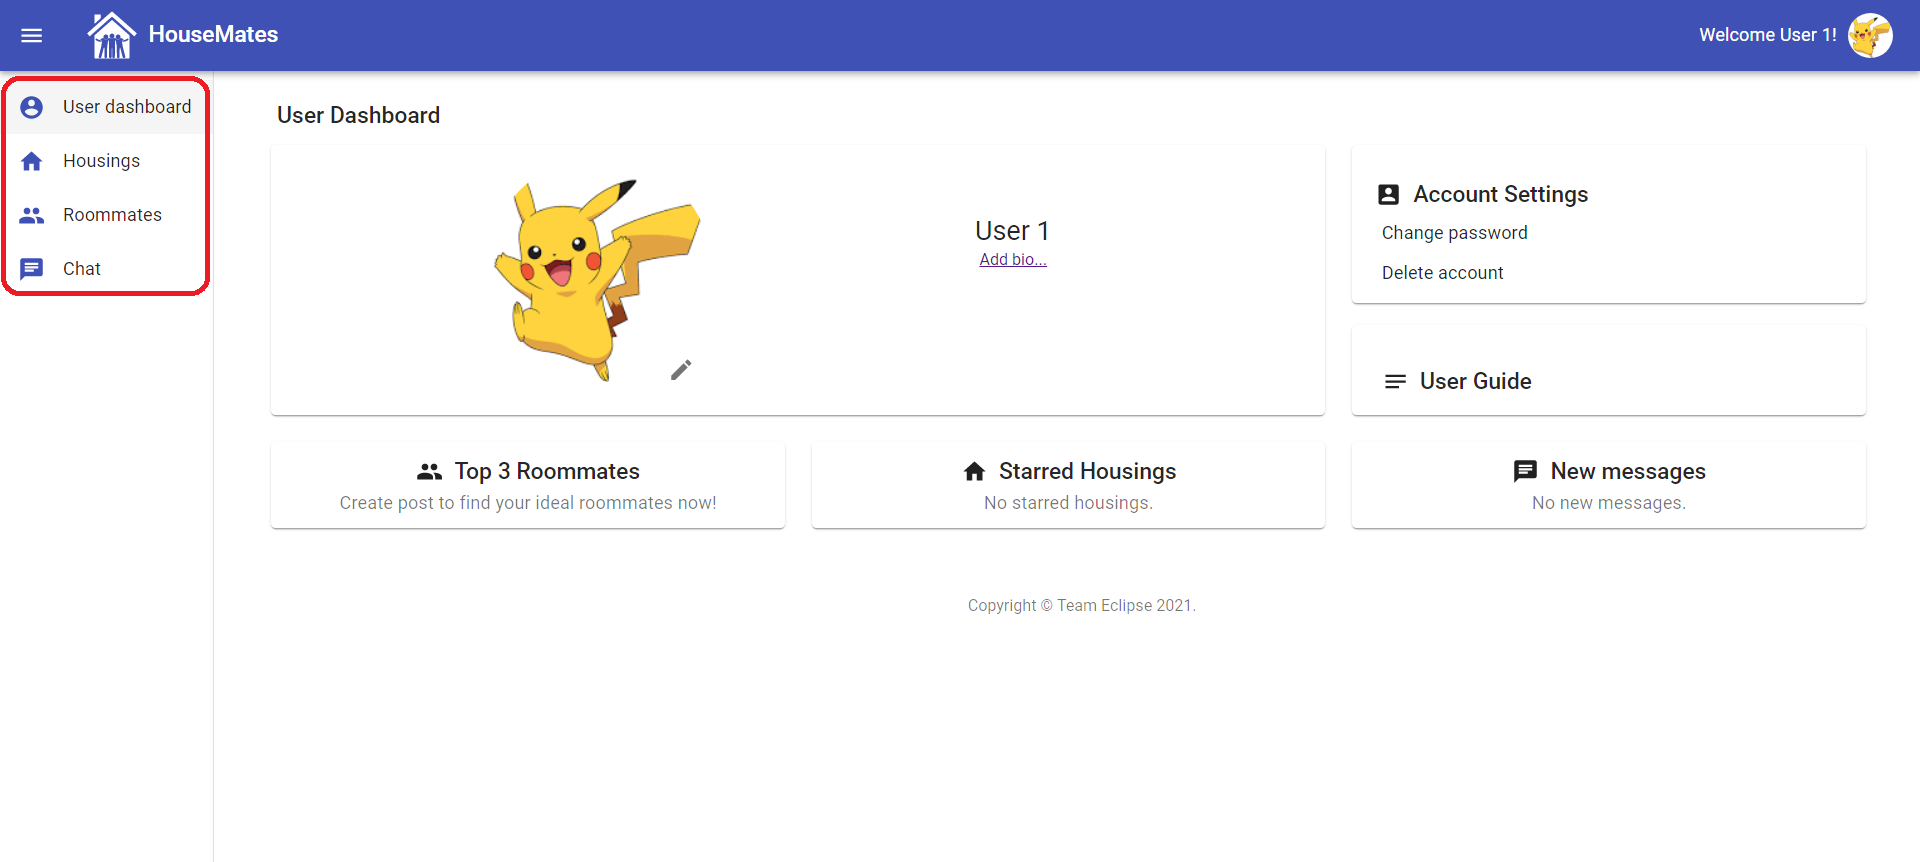 HouseMates
Welcome User 1!
User dashboard
Housings
Roommates
Chat
User Dashboard
User 1
Add bio...
Account Settings
Change password
Delete account
User Guide
Top 3 Roommates
Create post to find your ideal roommates now!
Starred Housings
No starred housings.
New messages
No new messages.
Copyright © Team Eclipse 2021.